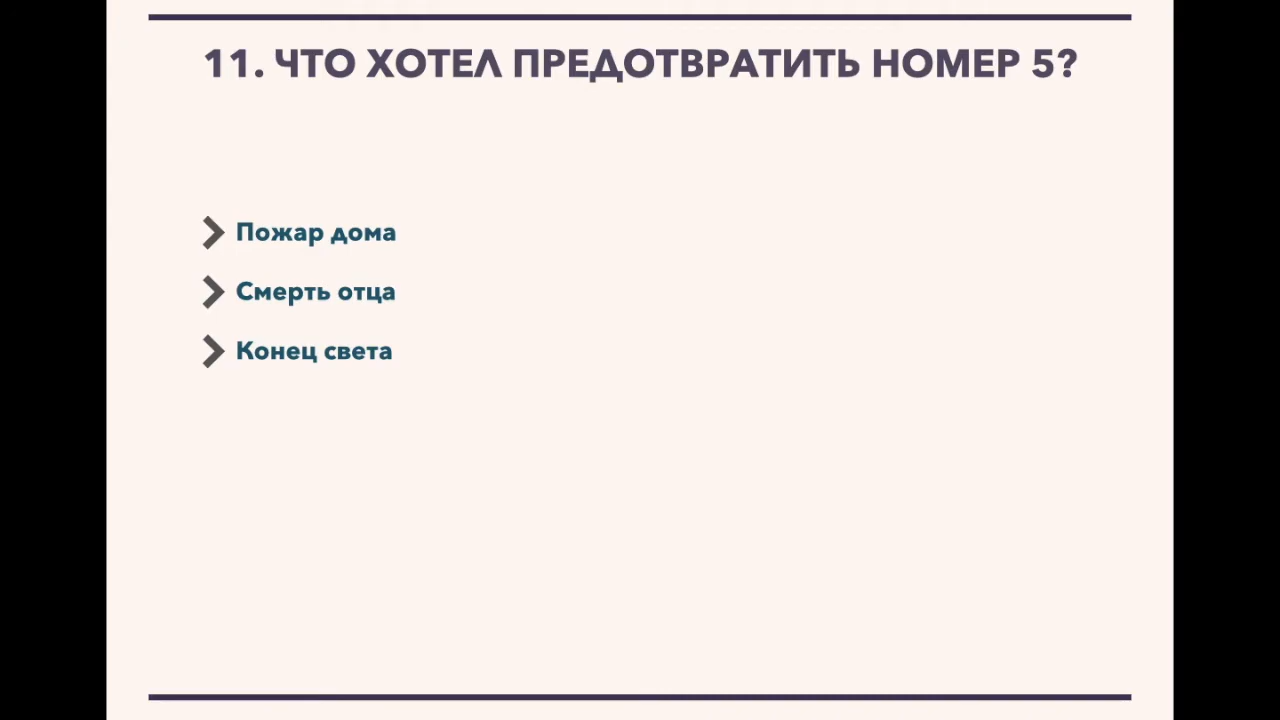 11. ЧТО ХОТЕЛ ПРЕДОТВРАТИТЬ НОМЕР 5?
Пожар дома
Смерть отца
Конец света